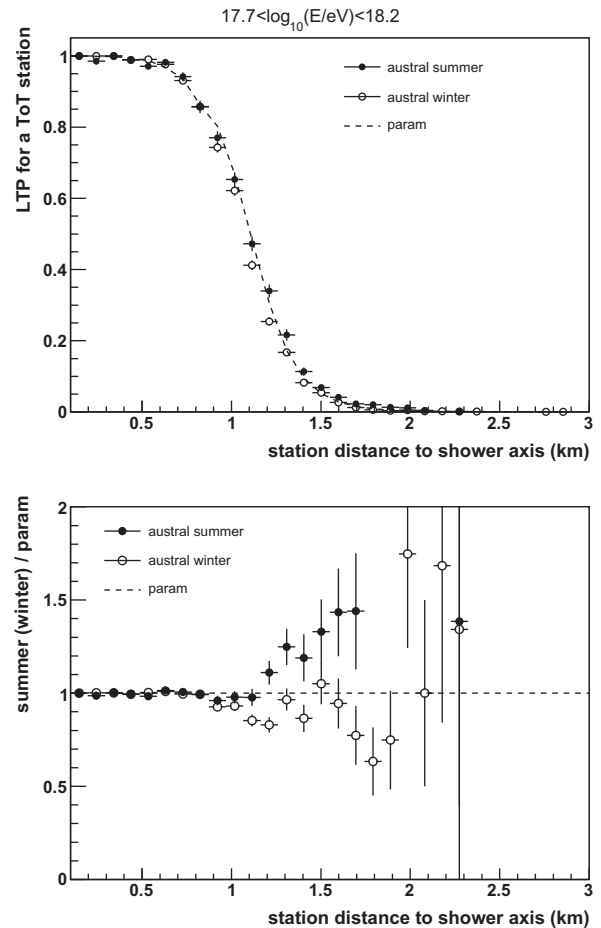 17.7<log10(E/eV)<18.2
LTP for a ToT station
1
0.8
0.6
0.4
0.2
0
austral summer
austral winter
param
0.5 1 1.5 2 2.5 3
station distance to shower axis (km)
summer (winter) / param
2
1.5
1
0.5
0
austral summer
austral winter
param
0.5 1 1.5 2 2.5 3
station distance to shower axis (km)